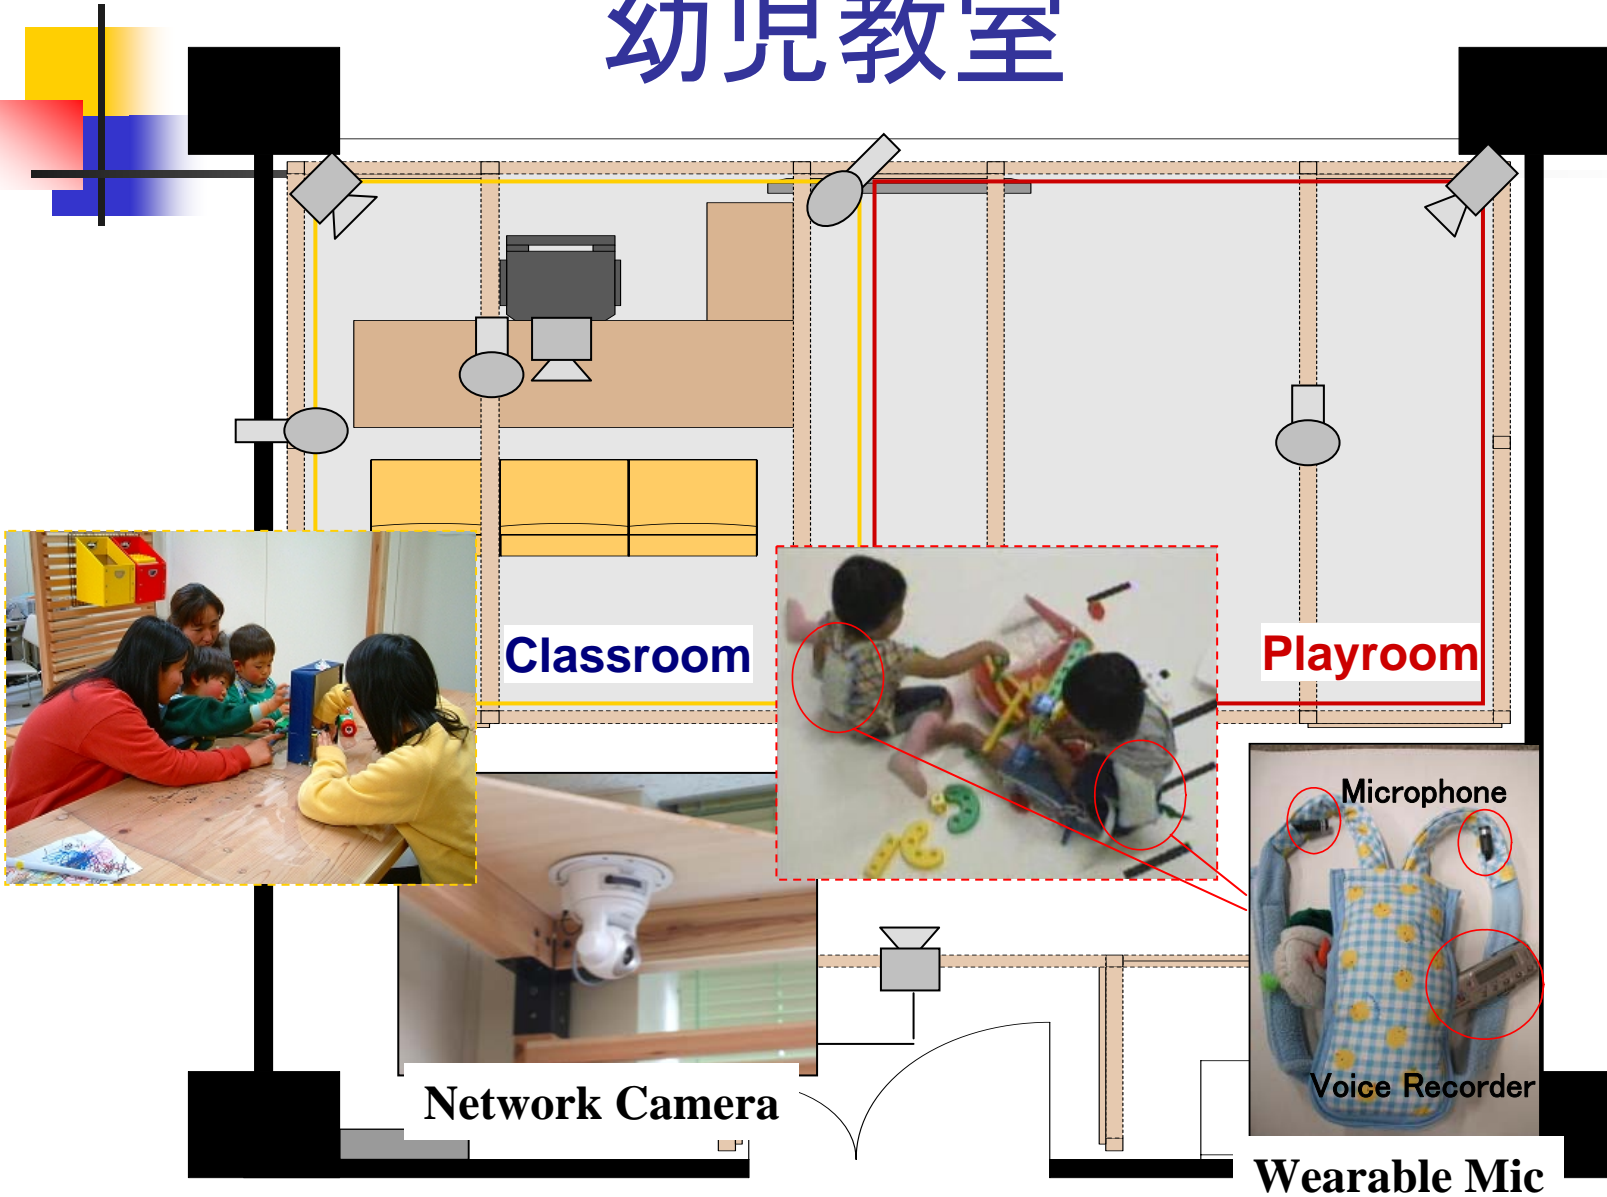 幼児教室
Classroom
Playroom
Microphone
Voice Recorder
Network Camera
Wearable Mic